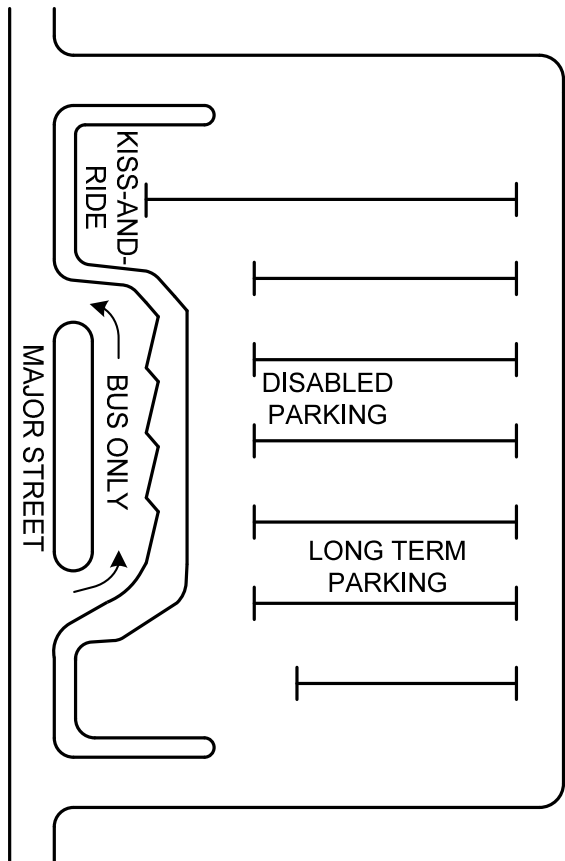 KISS-AND-
RIDE
MAJOR STREET
BUS ONLY
DISABLED
PARKING
LONG TERM
PARKING